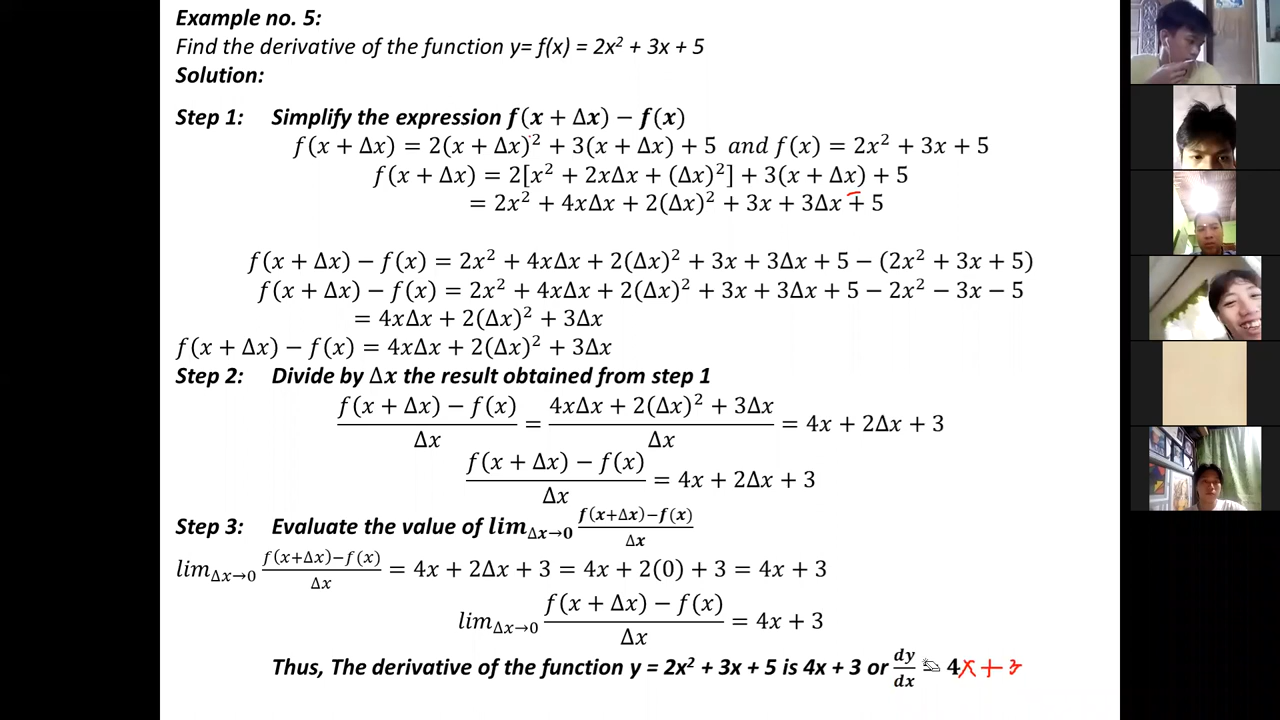 Example no. 5:
Find the derivative of the function y= f(x) = 2x² + 3x + 5
Solution:
Step 1: Simplify the expression f(x + Δx) − f(x)
f(x + Δx) = 2(x + Δx)² + 3(x + Δx) + 5 and f(x) = 2x² + 3x + 5
f(x + Δx) = 2[x² + 2xΔx + (Δx)²] + 3(x + Δx) + 5
= 2x² + 4xΔx + 2(Δx)² + 3x + 3Δx + 5
f(x + Δx) − f(x) = 2x² + 4xΔx + 2(Δx)² + 3x + 3Δx + 5 − (2x² + 3x + 5)
f(x + Δx) − f(x) = 2x² + 4xΔx + 2(Δx)² + 3x + 3Δx + 5 − 2x² − 3x − 5
= 4xΔx + 2(Δx)² + 3Δx
f(x + Δx) − f(x) = 4xΔx + 2(Δx)² + 3Δx
Step 2: Divide by Δx the result obtained from step 1
f(x + Δx) − f(x) / Δx = 4xΔx + 2(Δx)² + 3Δx / Δx = 4x + 2Δx + 3
f(x + Δx) − f(x) / Δx = 4x + 2Δx + 3
Step 3: Evaluate the value of lim Δx→0 f(x+Δx)−f(x) / Δx
lim Δx→0 f(x+Δx)−f(x) / Δx = 4x + 2Δx + 3 = 4x + 2(0) + 3 = 4x + 3
lim Δx→0 f(x + Δx) − f(x) / Δx = 4x + 3
Thus, The derivative of the function y = 2x² + 3x + 5 is 4x + 3 or dy/dx = 4x + 3